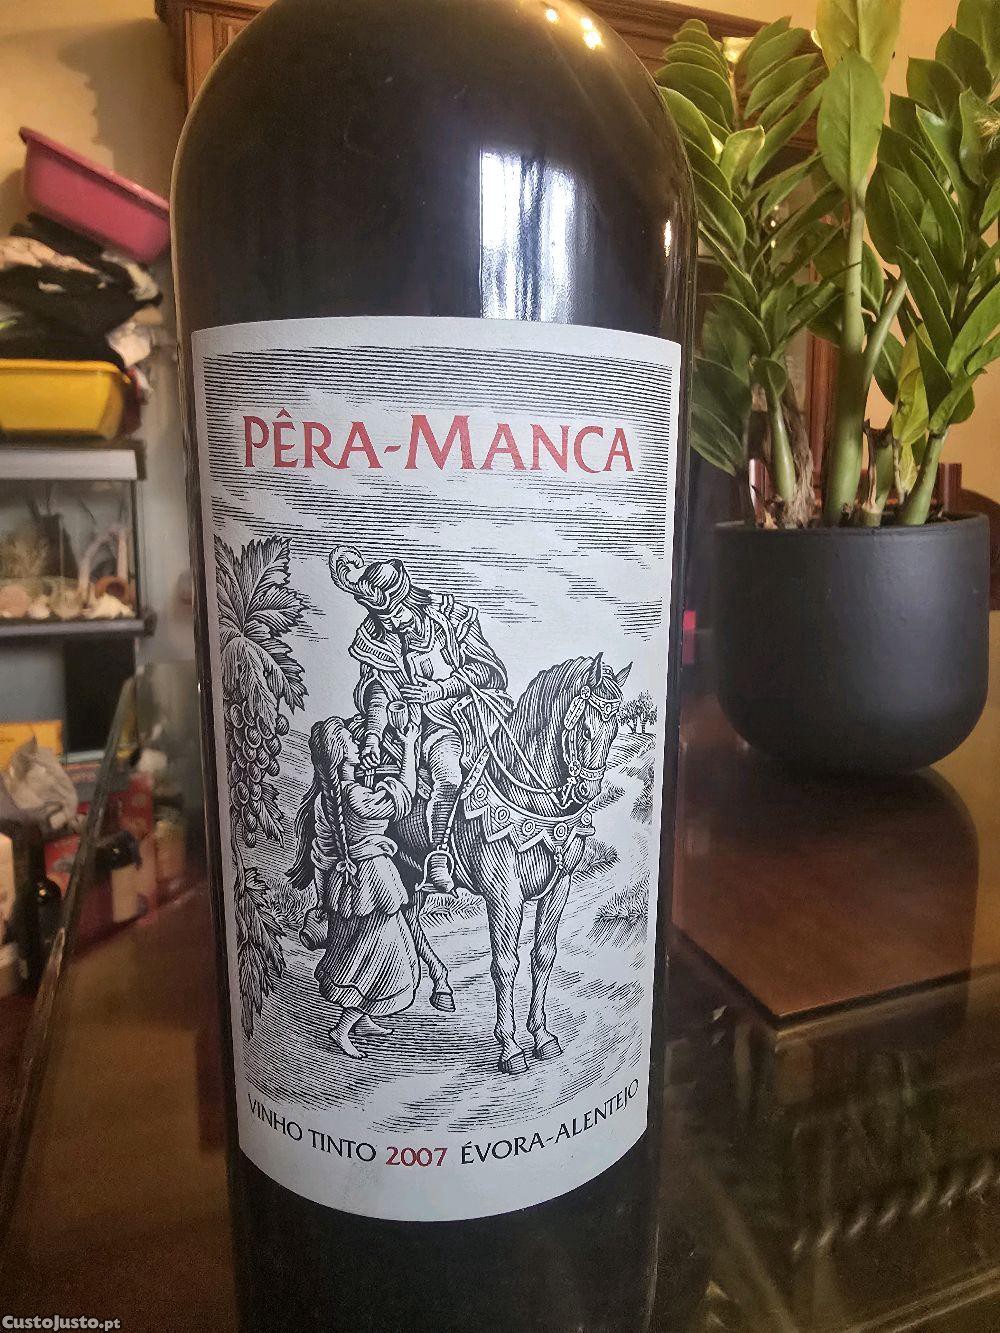 PÊRA-MANCA
VINHO TINTO 2007 ÉVORA-ALENTEJO
CustoJusto.pt